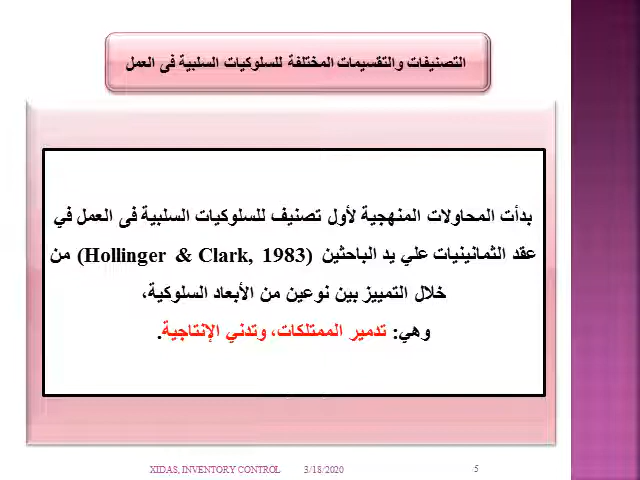 التصنيفات والتقسيمات المختلفة للسلوكيات السلبية فى العمل
بدأت المحاولات المنهجية لأول تصنيف للسلوكيات السلبية فى العمل في
عقد الثمانينيات علي يد الباحثين (Hollinger & Clark, 1983) من
خلال التمييز بين نوعين من الأبعاد السلوكية،
وهي: تدمير الممتلكات، وتدني الإنتاجية.
XIDAS, INVENTORY CONTROL 3/18/2020 5